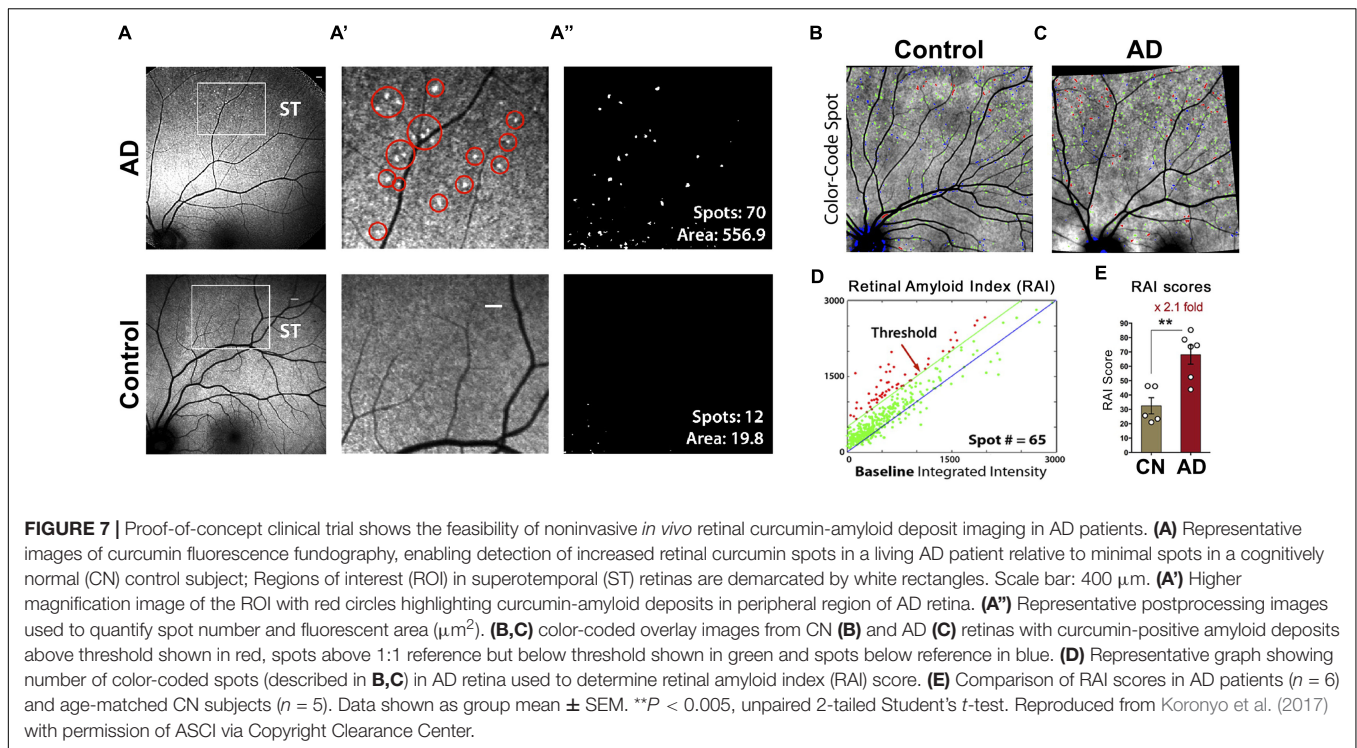 A
A'
A"
B
Control
C
AD
AD
ST
Spots: 70
Area: 556.9
Color-Code Spot
Control
ST
Spots: 12
Area: 19.8
D
Retinal Amyloid Index (RAI)
3000
Threshold
1500
Spot # = 65
0
0
1500
3000
Baseline Integrated Intensity
E
RAI scores
x 2.1 fold
**
90
80
70
60
50
40
30
20
10
0
RAI Score
CN
AD
FIGURE 7 | Proof-of-concept clinical trial shows the feasibility of noninvasive in vivo retinal curcumin-amyloid deposit imaging in AD patients. (A) Representative
images of curcumin fluorescence fundography, enabling detection of increased retinal curcumin spots in a living AD patient relative to minimal spots in a cognitively
normal (CN) control subject; Regions of interest (ROI) in superotemporal (ST) retinas are demarcated by white rectangles. Scale bar: 400 μm. (A') Higher
magnification image of the ROI with red circles highlighting curcumin-amyloid deposits in peripheral region of AD retina. (A") Representative postprocessing images
used to quantify spot number and fluorescent area (μm2). (B,C) color-coded overlay images from CN (B) and AD (C) retinas with curcumin-positive amyloid deposits
above threshold shown in red, spots above 1:1 reference but below threshold shown in green and spots below reference in blue. (D) Representative graph showing
number of color-coded spots (described in B,C) in AD retina used to determine retinal amyloid index (RAI) score. (E) Comparison of RAI scores in AD patients (n = 6)
and age-matched CN subjects (n = 5). Data shown as group mean ± SEM. **P < 0.005, unpaired 2-tailed Student's t-test. Reproduced from Koronyo et al. (2017)
with permission of ASCI via Copyright Clearance Center.